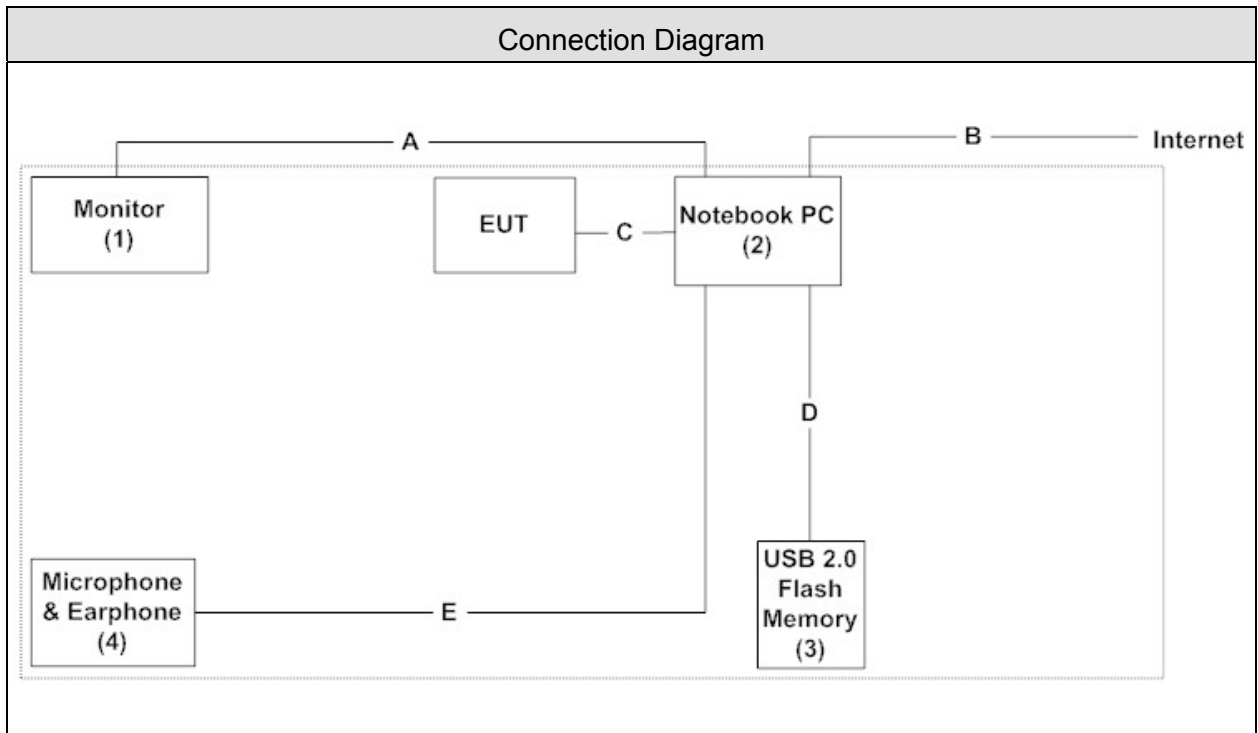 Connection Diagram
A
B
Internet
Monitor
(1)
EUT
C
Notebook PC
(2)
D
Microphone
& Earphone
(4)
E
USB 2.0
Flash
Memory
(3)